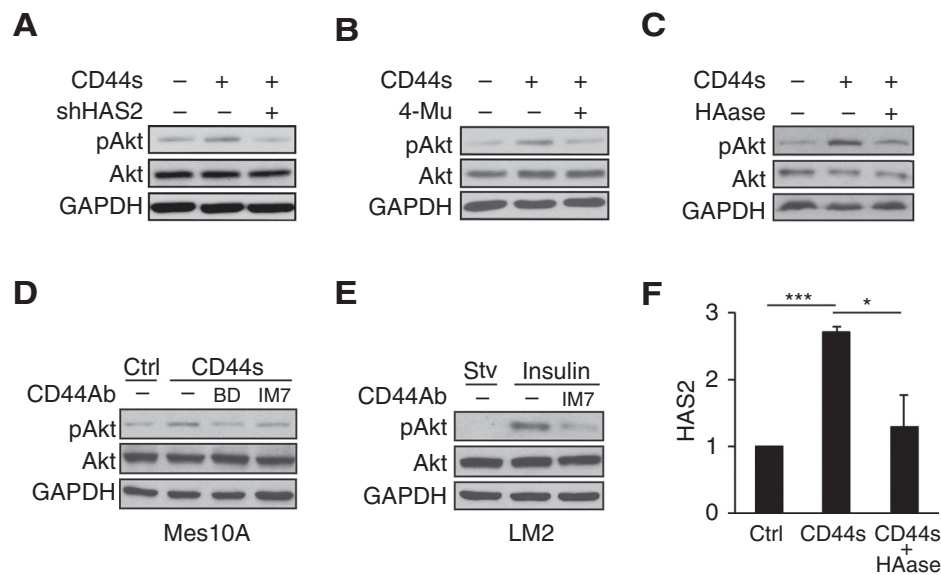 A
CD44s – + +
shHAS2 – – +
pAkt
Akt
GAPDH
B
CD44s – + +
4-Mu – – +
pAkt
Akt
GAPDH
C
CD44s – + +
HAase – – +
pAkt
Akt
GAPDH
D
Ctrl CD44s
CD44Ab – – BD IM7
pAkt
Akt
GAPDH
Mes10A
E
Stv Insulin
CD44Ab – – IM7
pAkt
Akt
GAPDH
LM2
F
HAS2
3
2
1
0
*** *
Ctrl CD44s CD44s
+
HAase